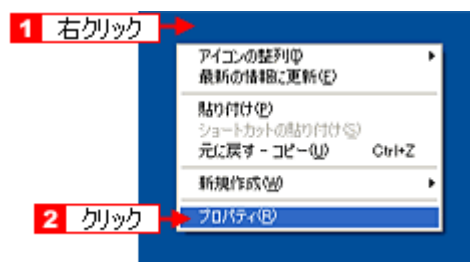 1 右クリック
アイコンの整列(I)
最新の情報に更新(E)
貼り付け(P)
ショートカットの貼り付け(S)
元に戻す - コピー(U) Ctrl+Z
新規作成(W)
2 クリック
プロパティ(R)